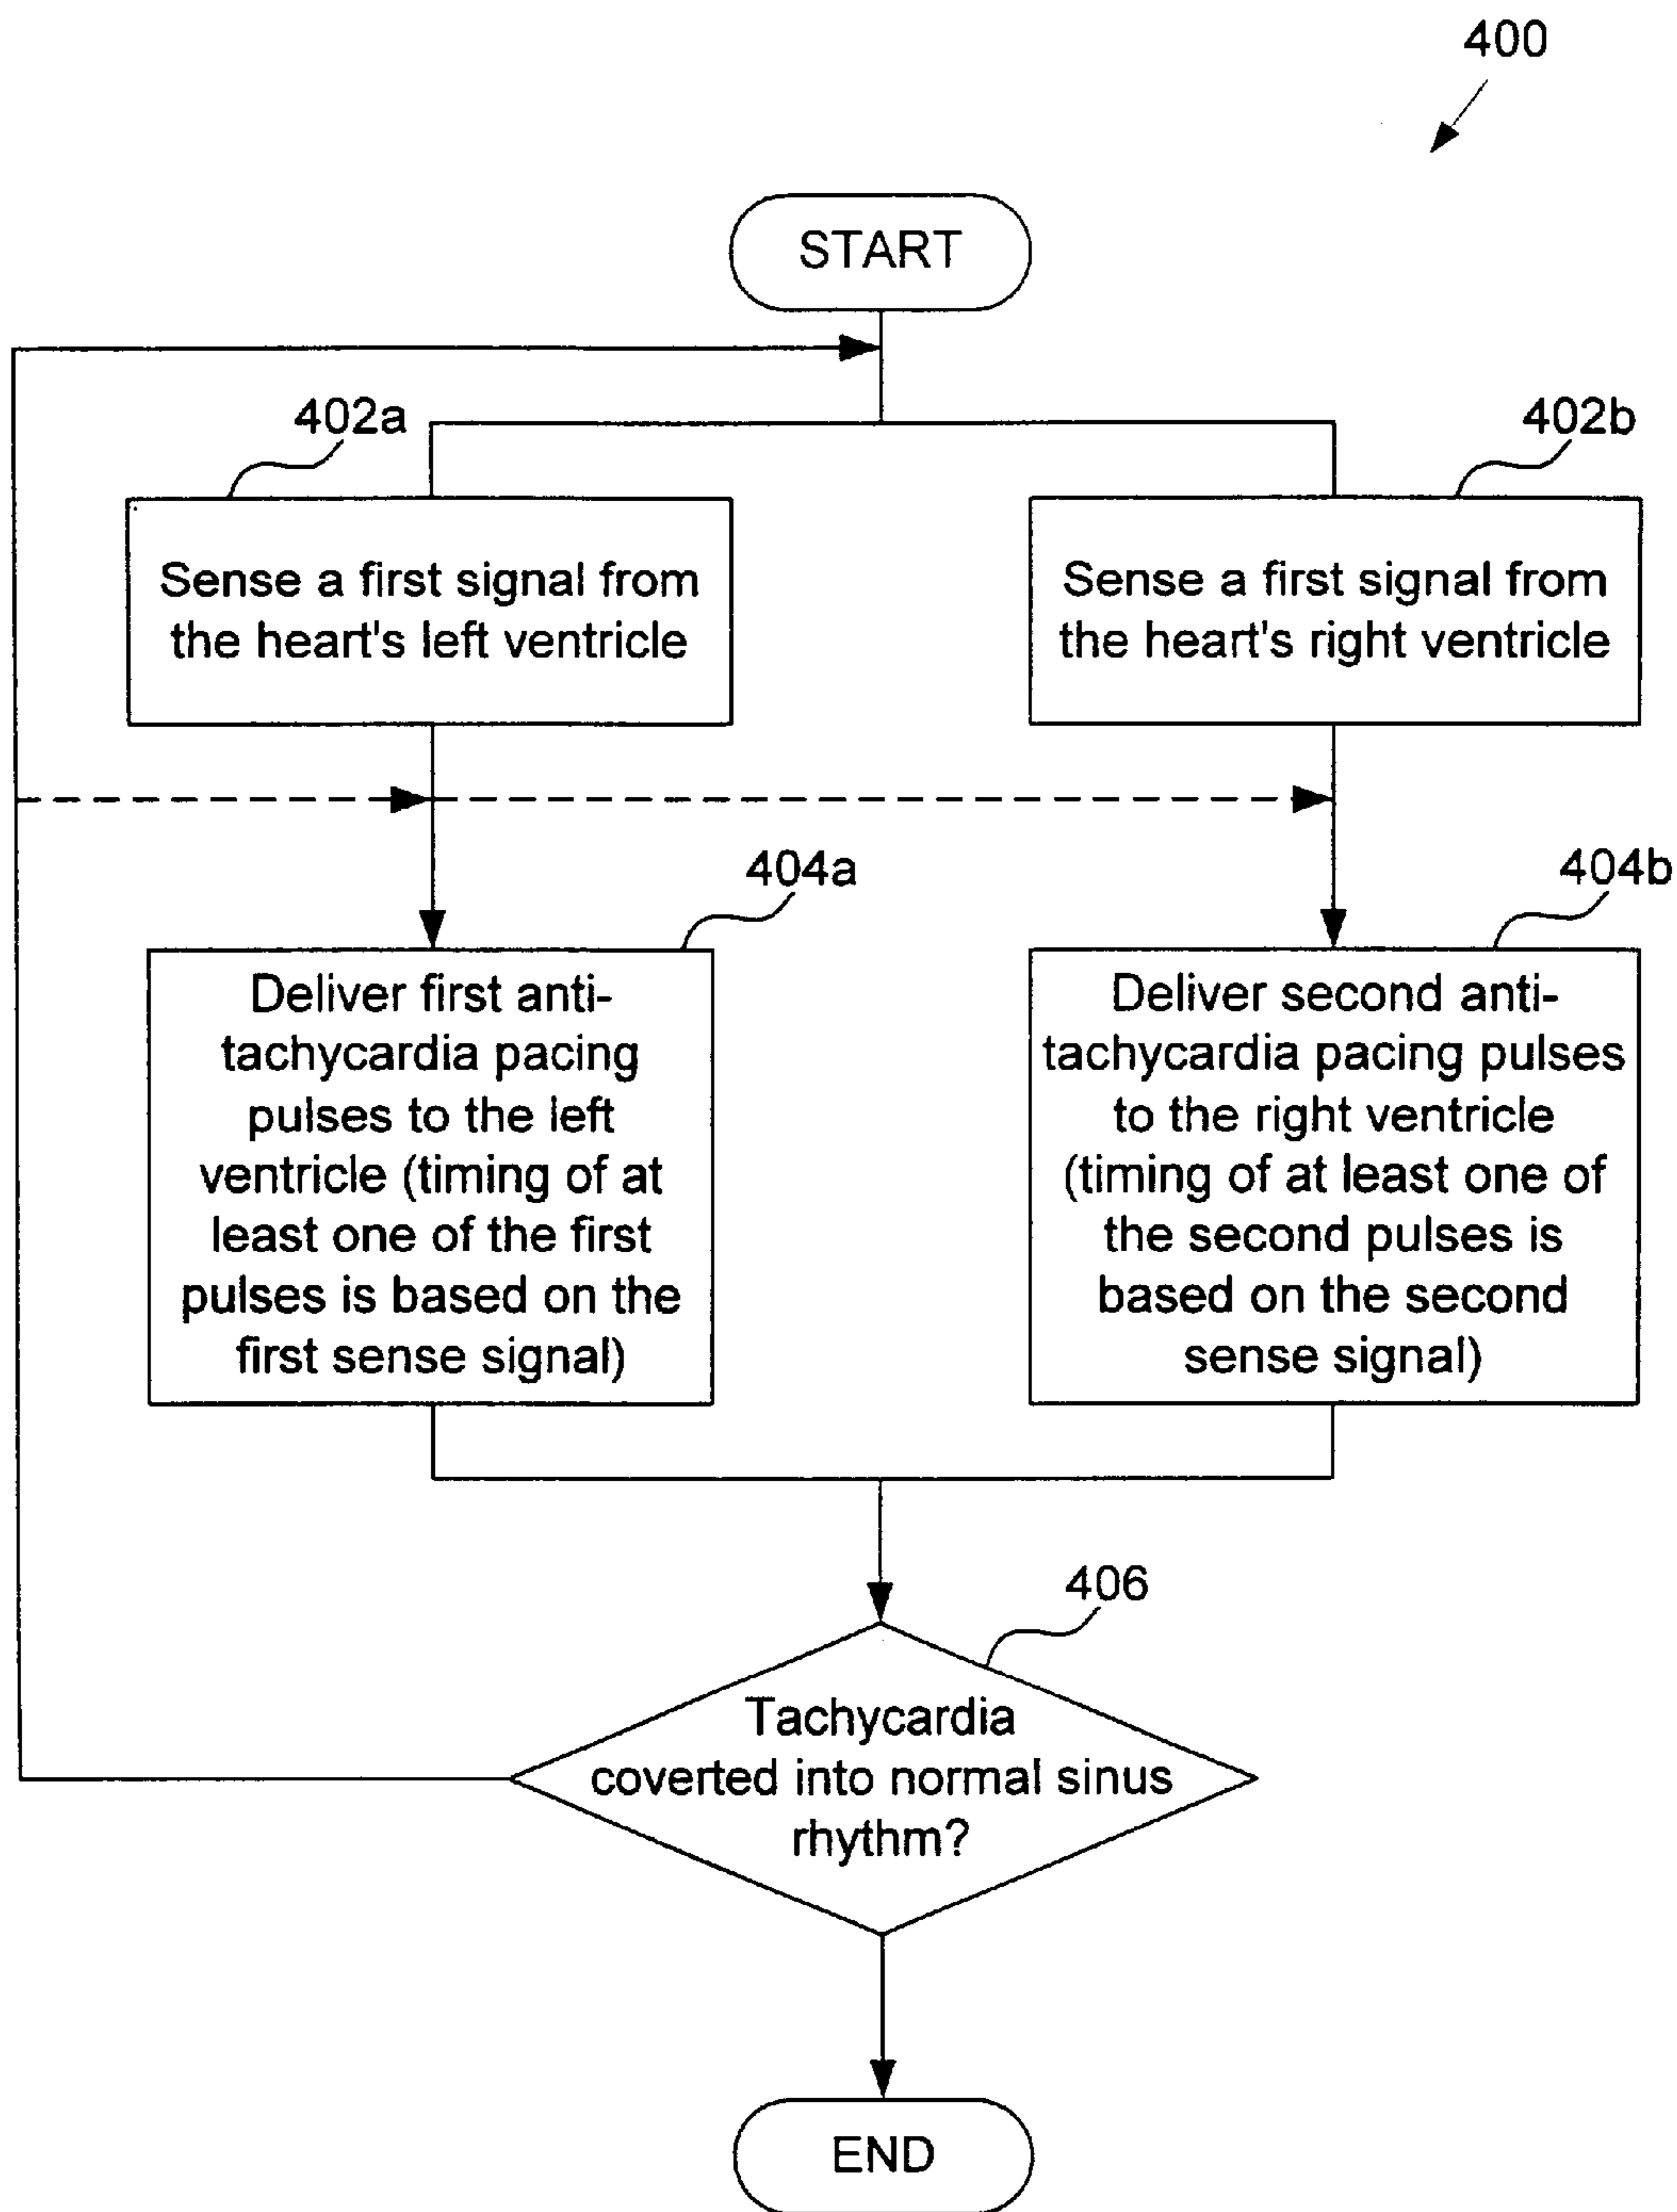 400
START
402a
402b
Sense a first signal from
the heart's left ventricle
Sense a first signal from
the heart's right ventricle
404a
404b
Deliver first anti-
tachycardia pacing
pulses to the left
ventricle (timing of at
least one of the first
pulses is based on the
first sense signal)
Deliver second anti-
tachycardia pacing pulses
to the right ventricle
(timing of at least one of
the second pulses is
based on the second
sense signal)
406
Tachycardia
coverted into normal sinus
rhythm?
END